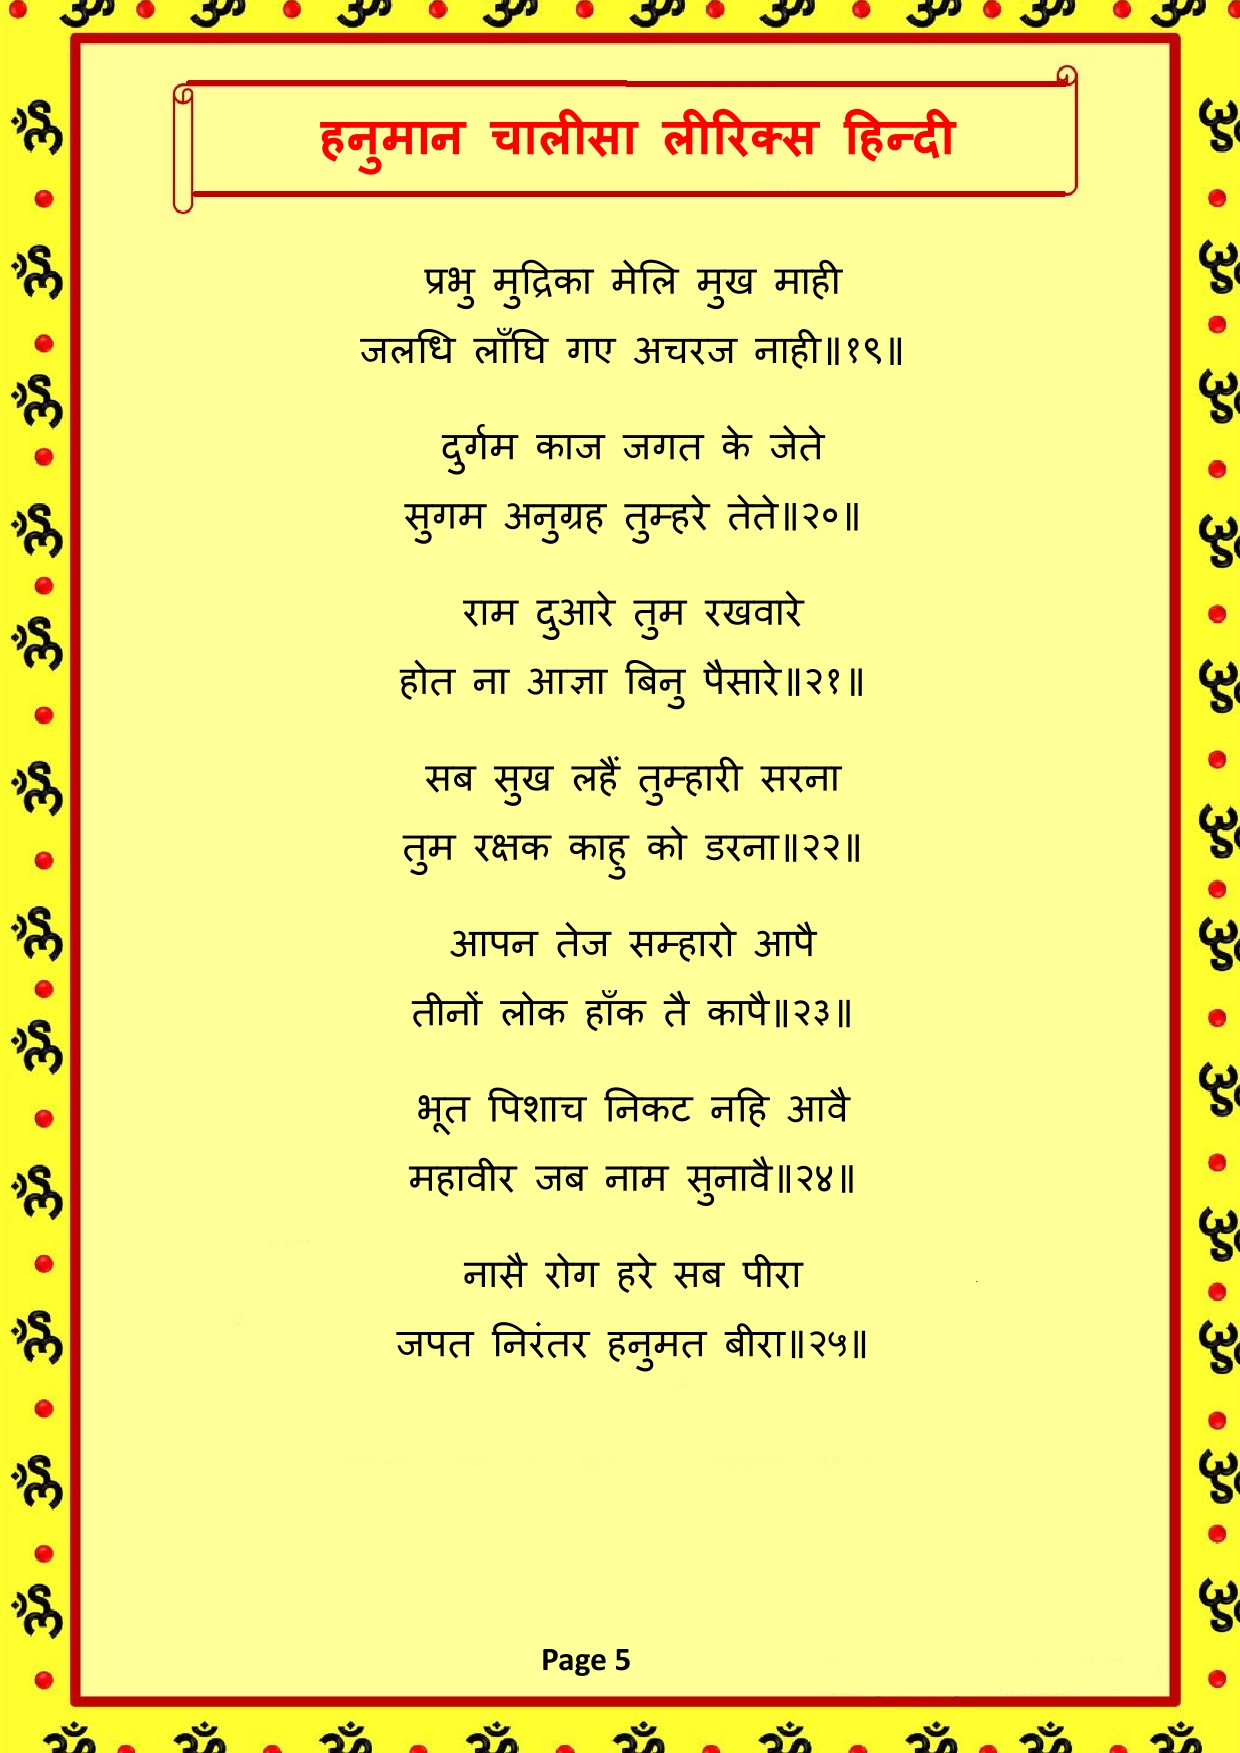 हनुमान चालीसा लीरिक्स हिन्दी
प्रभु मुद्रिका मेलि मुख माही
जलधि लाँघि गए अचरज नाही॥१९॥
दुर्गम काज जगत के जेते
सुगम अनुग्रह तुम्हरे तेते॥२०॥
राम दुआरे तुम रखवारे
होत ना आज्ञा बिनु पैसारे॥२१॥
सब सुख लहैं तुम्हारी सरना
तुम रक्षक काहु को डरना॥२२॥
आपन तेज सम्हारो आपै
तीनों लोक हाँक तै कापै॥२३॥
भूत पिशाच निकट नहि आवै
महावीर जब नाम सुनावै॥२४॥
नासै रोग हरे सब पीरा
जपत निरंतर हनुमत बीरा॥२५॥
Page 5